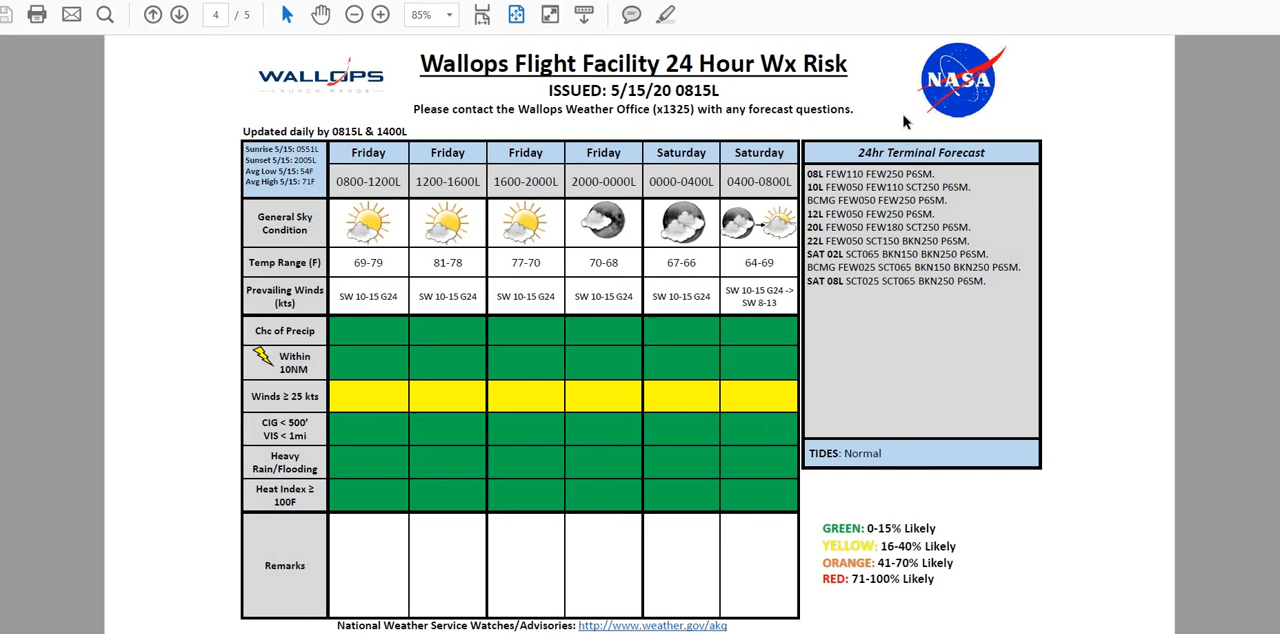 4 / 5
85%
WALLOPS
LAUNCH RANGE
Wallops Flight Facility 24 Hour Wx Risk
ISSUED: 5/15/20 0815L
Please contact the Wallops Weather Office (x1325) with any forecast questions.
NASA
Updated daily by 0815L & 1400L
Sunrise 5/15: 0551L
Sunset 5/15: 2005L
Avg Low 5/15: 54F
Avg High 5/15: 71F
Friday Friday Friday Friday Saturday Saturday
0800-1200L 1200-1600L 1600-2000L 2000-0000L 0000-0400L 0400-0800L
General Sky
Condition
Temp Range (F) 69-79 81-78 77-70 70-68 67-66 64-69
Prevailing Winds
(kts)
SW 10-15 G24 SW 10-15 G24 SW 10-15 G24 SW 10-15 G24 SW 10-15 G24 SW 10-15 G24 ->
SW 8-13
Chc of Precip
Within
10NM
Winds ≥ 25 kts
CIG < 500'
VIS < 1mi
Heavy
Rain/Flooding
Heat Index ≥
100F
Remarks
24hr Terminal Forecast
08L FEW110 FEW250 P6SM.
10L FEW050 FEW110 SCT250 P6SM.
BCMG FEW050 FEW250 P6SM.
12L FEW050 FEW250 P6SM.
20L FEW050 FEW180 SCT250 P6SM.
22L FEW050 SCT150 BKN250 P6SM.
SAT 02L SCT065 BKN150 BKN250 P6SM.
BCMG FEW025 SCT065 BKN150 BKN250 P6SM.
SAT 08L SCT025 SCT065 BKN250 P6SM.
TIDES: Normal
GREEN: 0-15% Likely
YELLOW: 16-40% Likely
ORANGE: 41-70% Likely
RED: 71-100% Likely
National Weather Service Watches/Advisories: http://www.weather.gov/akq